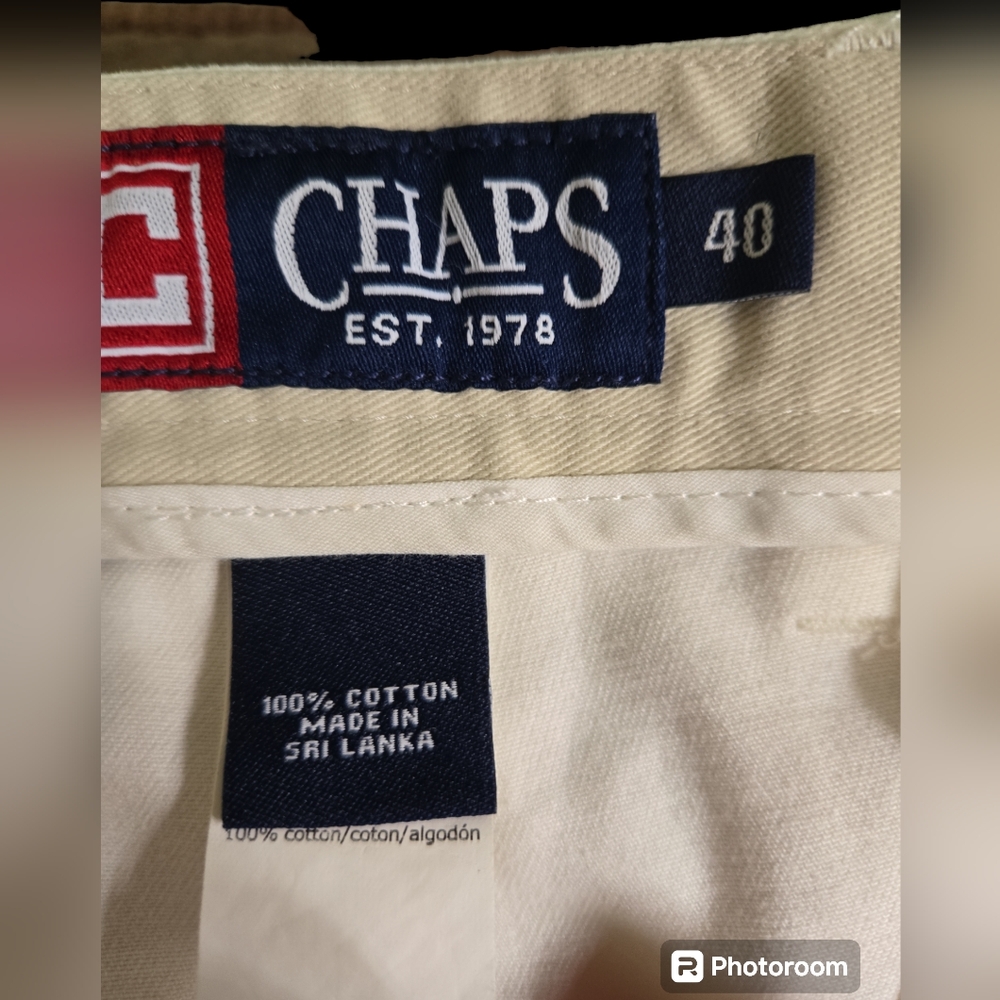 C
CHAPS
EST. 1978
40
100% COTTON
MADE IN
SRI LANKA
100% cotton/coton/algodón
Photoroom